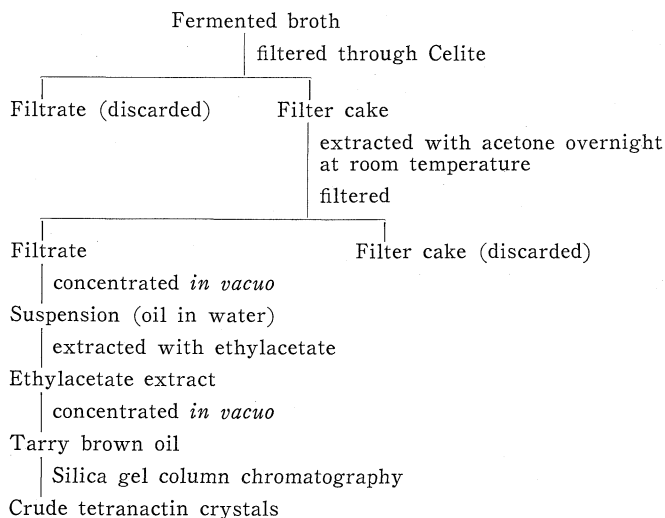 Fermented broth
filtered through Celite
Filtrate (discarded)
Filter cake
extracted with acetone overnight
at room temperature
filtered
Filtrate
Filter cake (discarded)
concentrated in vacuo
Suspension (oil in water)
extracted with ethylacetate
Ethylacetate extract
concentrated in vacuo
Tarry brown oil
Silica gel column chromatography
Crude tetranactin crystals